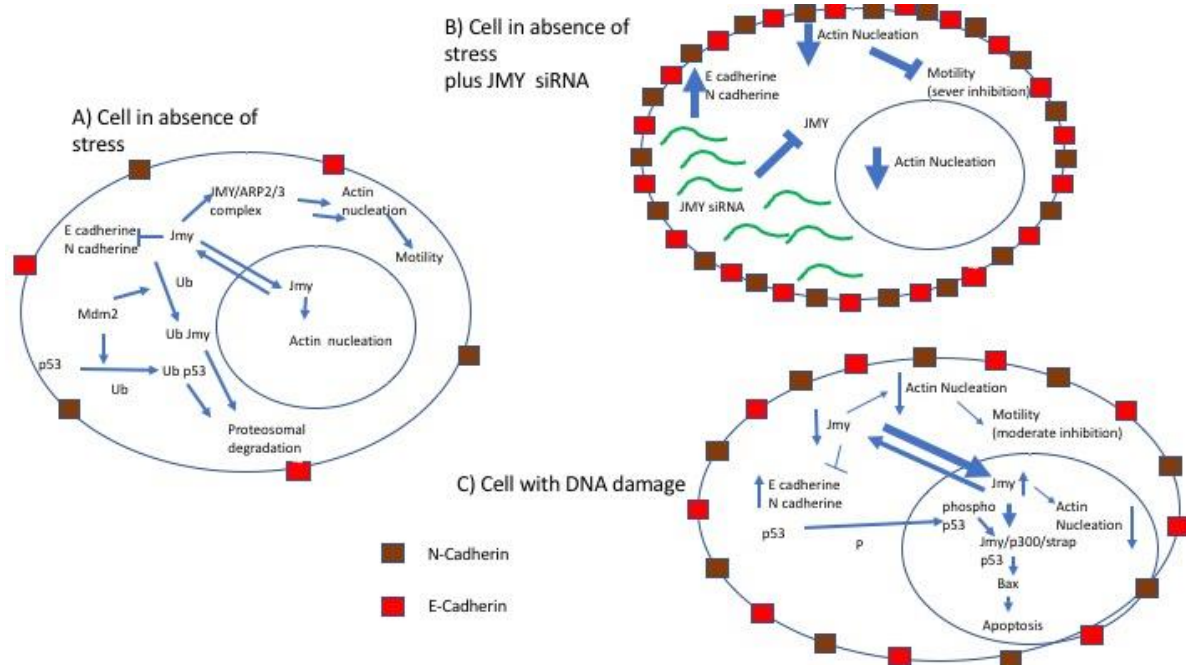 A) Cell in absence of
stress
JMY/ARP2/3
complex
Actin
nucleation
E cadherine
N cadherine
Jmy
Motility
Ub
Jmy
Mdm2
Actin nucleation
Ub Jmy
p53
Ub p53
Ub
Proteosomal
degradation
B) Cell in absence of
stress
plus JMY siRNA
Actin Nucleation
E cadherine
N cadherine
Motility
(sever inhibition)
JMY
Actin Nucleation
JMY siRNA
C) Cell with DNA damage
Actin Nucleation
Jmy
Motility
(moderate inhibition)
E cadherine
N cadherine
Jmy
phospho
p53
Actin
Nucleation
p53
P
Jmy/p300/strap
p53
Bax
Apoptosis
N-Cadherin
E-Cadherin